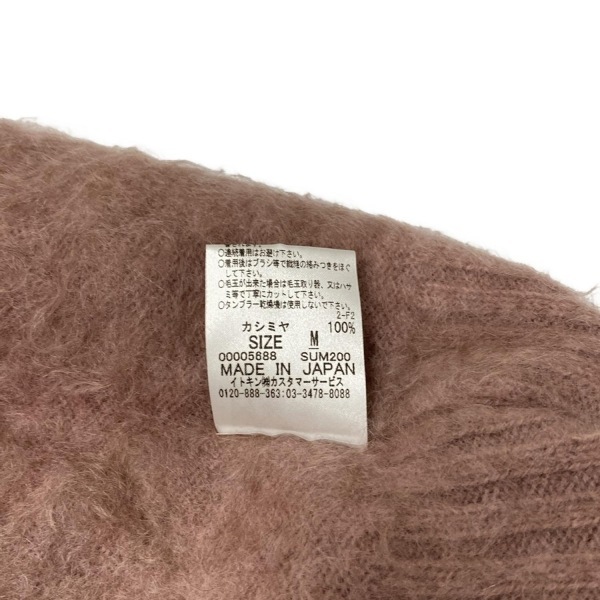 ○連続着用はお避け下さい。
○着用後はブラシ等で繊維の絡みつきをほぐ
して下さい。
○毛玉が出来た場合は毛玉取り器、又はハサ
ミ等で丁寧にカットして下さい。
○タンブラー乾燥機は使用しないで下さい。
2-F2
カシミヤ 100%
SIZE M
00005688 SUM200
MADE IN JAPAN
イトキン㈱カスタマーサービス
0120-888-363:03-3478-8088